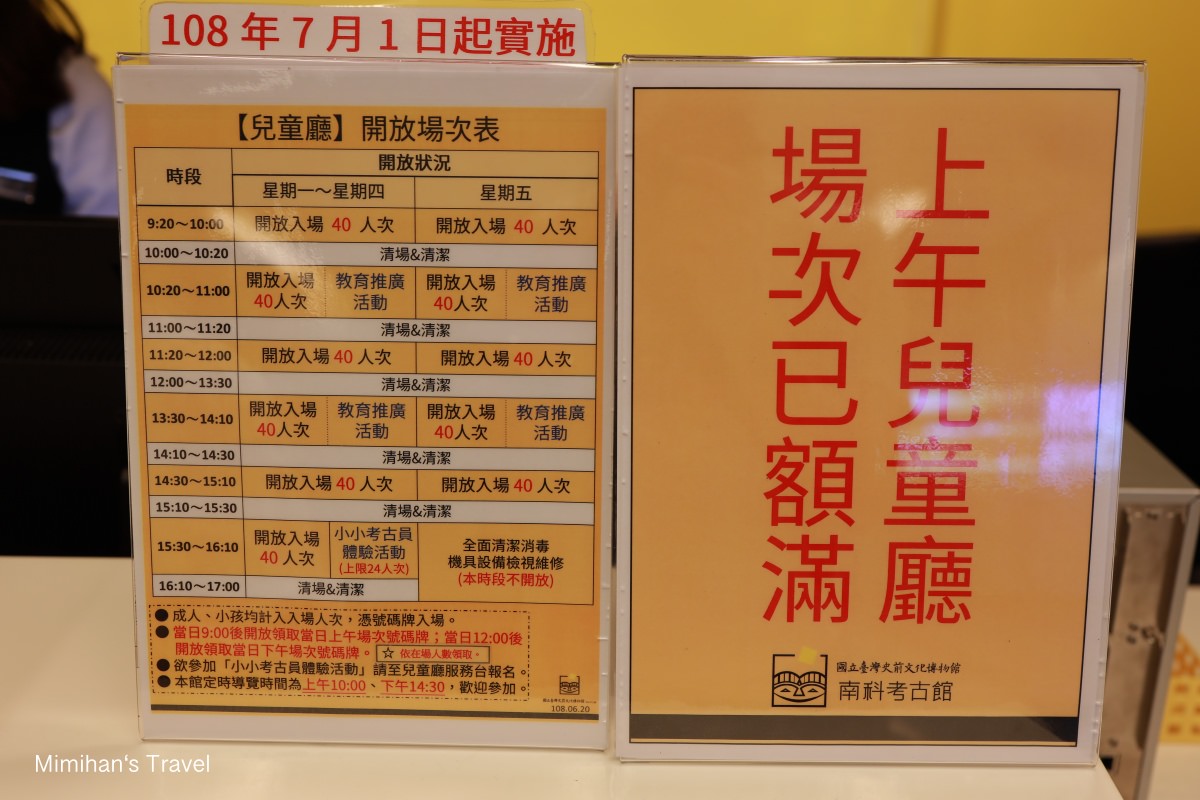 108年7月1日起實施
【兒童廳】開放場次表
時段
開放狀況
星期一～星期四 星期五
9:20～10:00 開放入場 40 人次 開放入場 40 人次
10:00～10:20 清場&清潔
10:20～11:00 開放入場 40人次 教育推廣 活動 開放入場 40人次 教育推廣 活動
11:00～11:20 清場&清潔
11:20～12:00 開放入場 40 人次 開放入場 40 人次
12:00～13:30 清場&清潔
13:30～14:10 開放入場 40人次 教育推廣 活動 開放入場 40人次 教育推廣 活動
14:10～14:30 清場&清潔
14:30～15:10 開放入場 40 人次 開放入場 40 人次
15:10～15:30 清場&清潔
15:30～16:10 開放入場 40 人次 小小考古員 體驗活動 (上限24人次) 全面清潔消毒 機具設備檢視維修 (本時段不開放)
16:10～17:00 清場&清潔
● 成人、小孩均計入入場人次，憑號碼牌入場。
● 當日9:00後開放領取當日上午場次號碼牌；當日12:00後
開放領取當日下午場次號碼牌。 ☆ 依在場人數領取。
● 欲參加「小小考古員體驗活動」請至兒童廳服務台報名。
● 本館定時導覽時間為上午10:00、下午14:30，歡迎參加。
108.06.20
上午兒童廳
場次已額滿
國立臺灣史前文化博物館
南科考古館
Mimihan's Travel